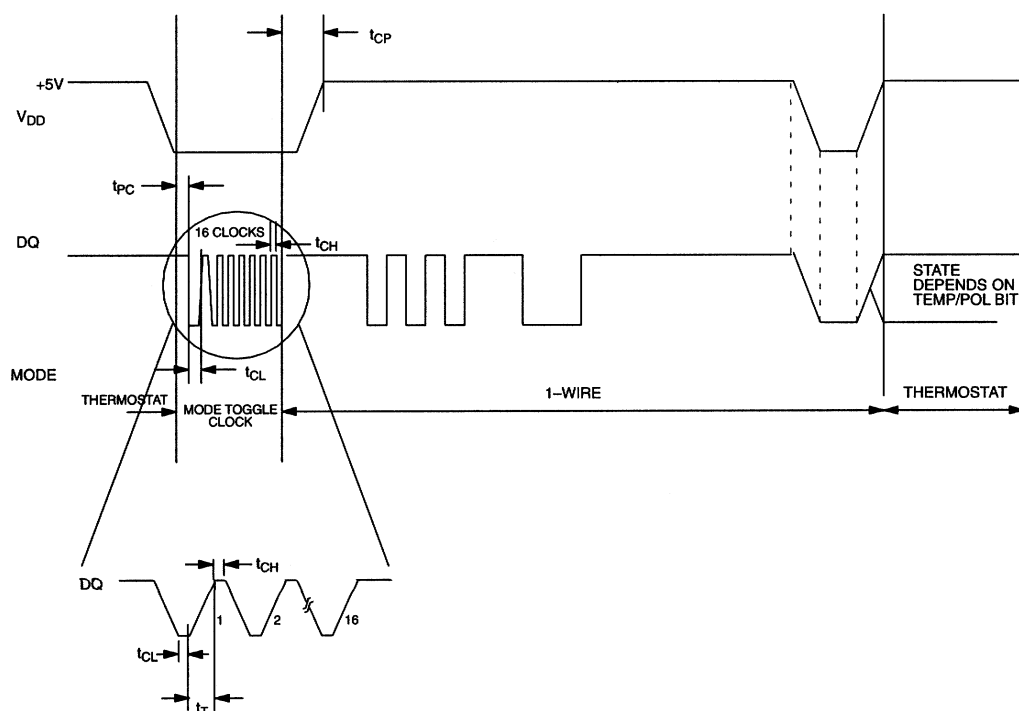 tCP
+5V
VDD
tPC
16 CLOCKS
DQ
tCH
STATE
DEPENDS ON
TEMP/POL BIT
tCL
MODE
THERMOSTAT
MODE TOGGLE
CLOCK
1–WIRE
THERMOSTAT
tCH
DQ
1
2
16
tCL
tT